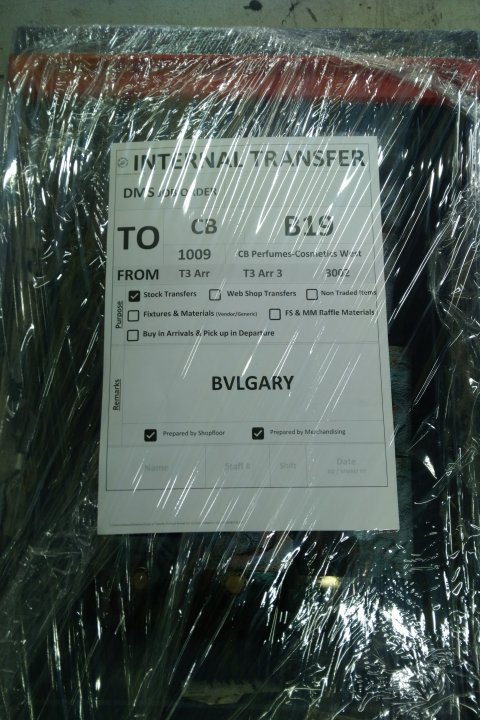 INTERNAL TRANSFER
DMS JOB ORDER
TO CB B19
1009 CB Perfumes-Cosmetics West
FROM T3 Arr T3 Arr 3 3002
Purpose
Stock Transfers Web Shop Transfers Non Traded Items
Fixtures & Materials (Vendor/Generic) FS & MM Raffle Materials
Buy in Arrivals & Pick up in Departure
Remarks
BVLGARY
Prepared by Shopfloor Prepared by Merchandising
Name Staff # Shift Date